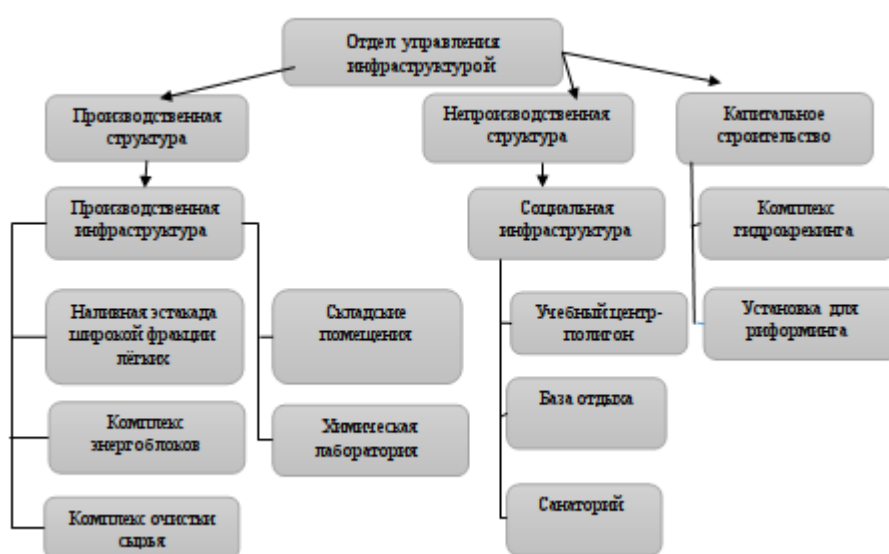 Отдел управления
инфраструктурой
Производственная
структура
Непроизводственная
структура
Капитальное
строительство
Производственная
инфраструктура
Социальная
инфраструктура
Комплекс
гидрокрекинга
Наливная эстакада
широкой фракции
лёгких
Складские
помещения
Учебный центр-
полигон
Установка для
риформинга
База отдыха
Комплекс
энергоблоков
Химическая
лаборатория
Санаторий
Комплекс очистки
сырья